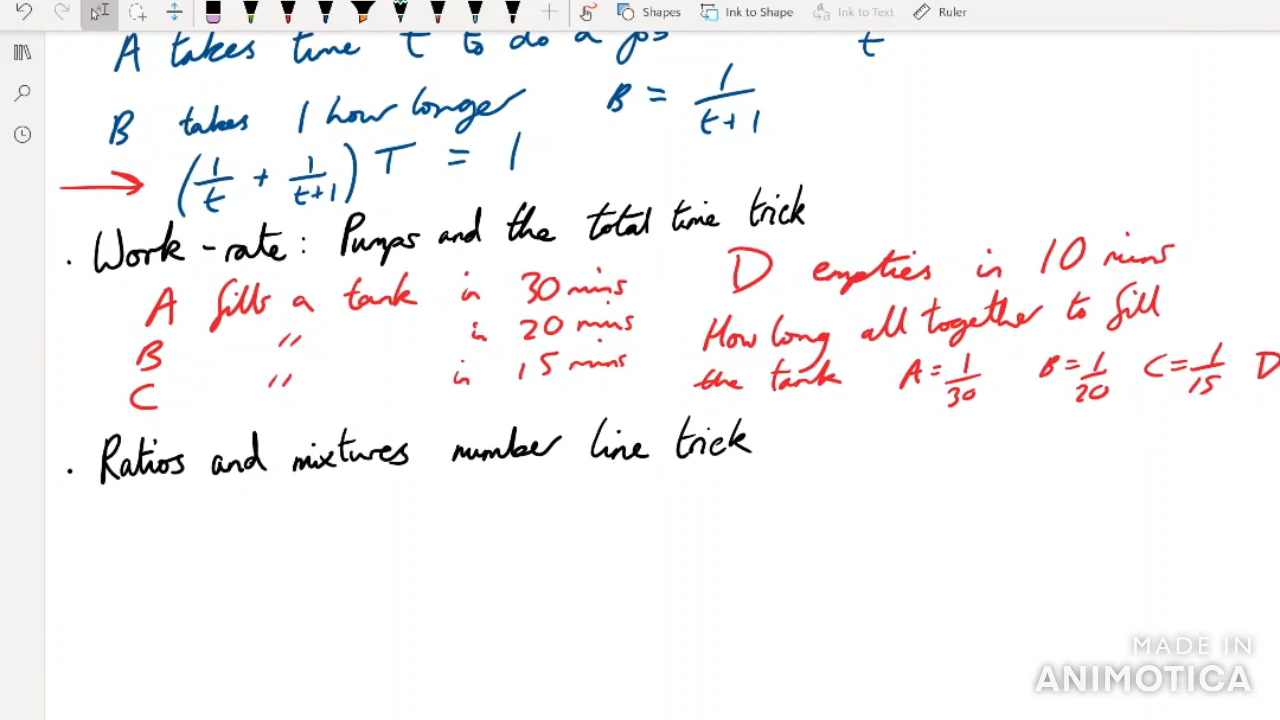 Shapes Ink to Shape Ink to Text Ruler
A takes time t to do a job t
B takes 1 hour longer B = 1/(t+1)
(1/t + 1/(t+1)) T = 1
· Work-rate: Pumps and the total time trick
A fills a tank in 30 mins
B " in 20 mins
C " in 15 mins
D empties in 10 mins
How long all together to fill
the tank A = 1/30 B = 1/20 C = 1/15 D
· Ratios and mixtures number line trick
MADE IN
ANIMOTICA